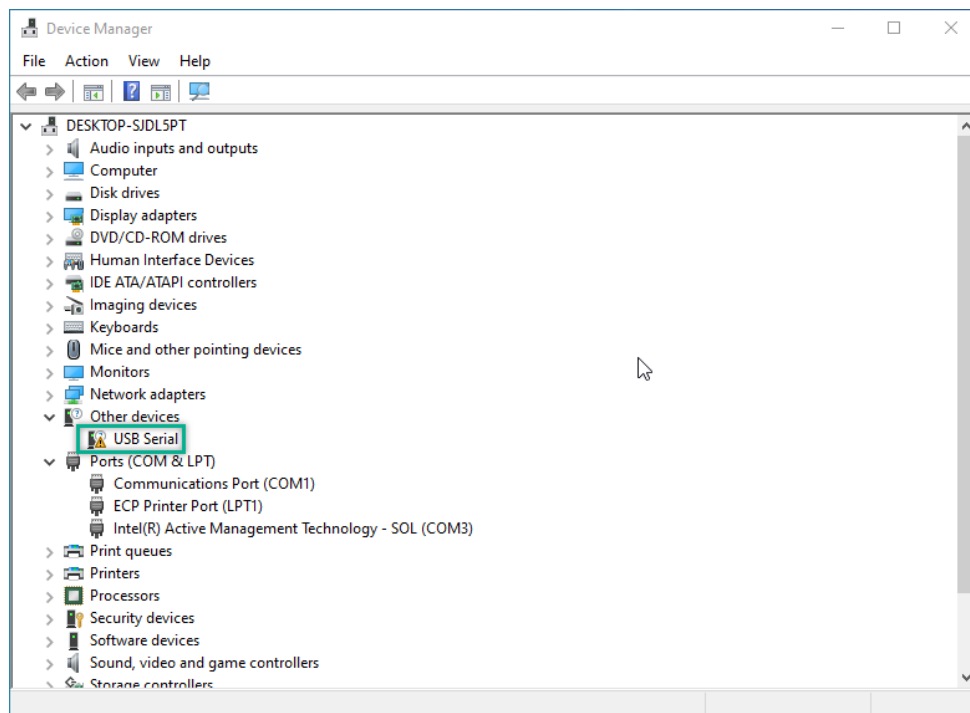 Device Manager
File Action View Help
DESKTOP-SJDL5PT
Audio inputs and outputs
Computer
Disk drives
Display adapters
DVD/CD-ROM drives
Human Interface Devices
IDE ATA/ATAPI controllers
Imaging devices
Keyboards
Mice and other pointing devices
Monitors
Network adapters
Other devices
USB Serial
Ports (COM & LPT)
Communications Port (COM1)
ECP Printer Port (LPT1)
Intel(R) Active Management Technology - SOL (COM3)
Print queues
Printers
Processors
Security devices
Software devices
Sound, video and game controllers
Storage controllers